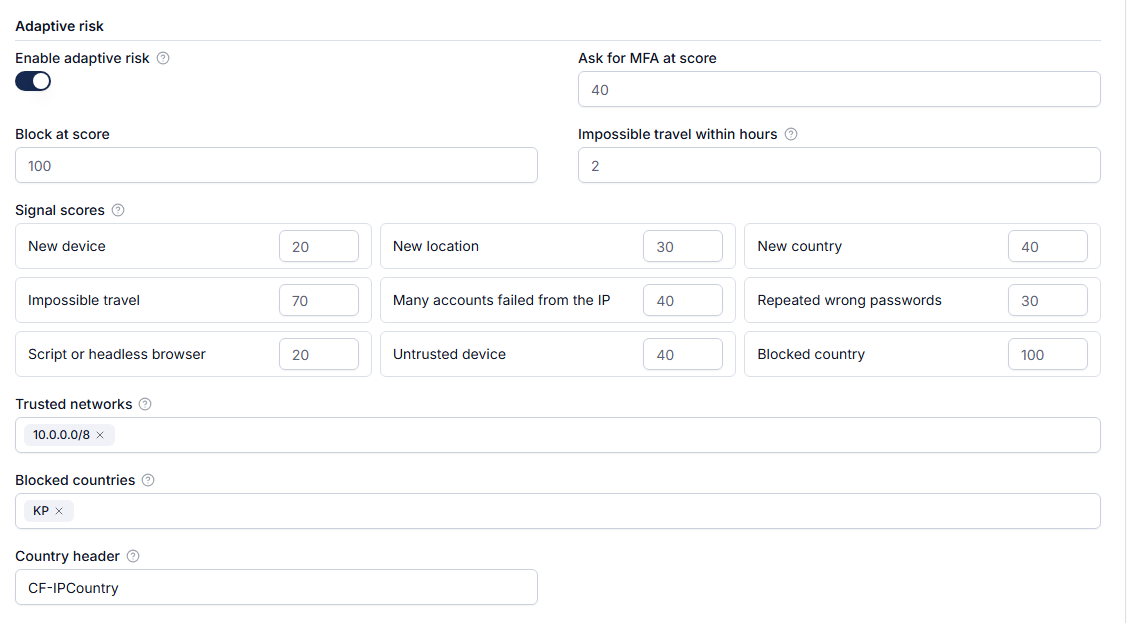 Adaptive risk
Enable adaptive risk
Ask for MFA at score
40
Block at score
Impossible travel within hours
100
2
Signal scores
New device 20
New location 30
New country 40
Impossible travel 70
Many accounts failed from the IP 40
Repeated wrong passwords 30
Script or headless browser 20
Untrusted device 40
Blocked country 100
Trusted networks
10.0.0.0/8 ×
Blocked countries
KP ×
Country header
CF-IPCountry